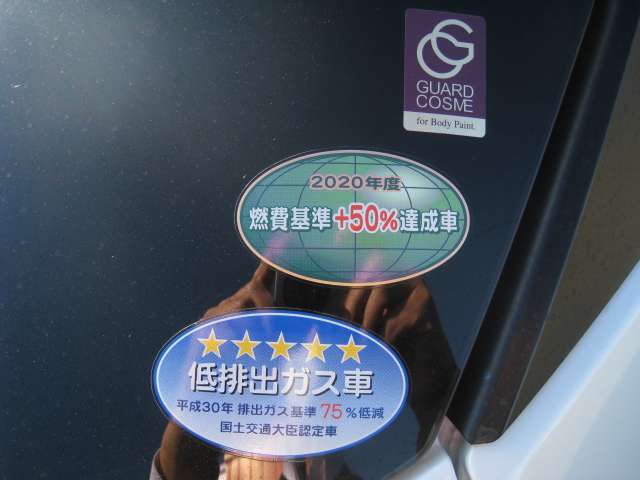 GUARD
COSME
for Body Paint.
2020年度
燃費基準+50%達成車
低排出ガス車
平成30年 排出ガス基準 75%低減
国土交通大臣認定車